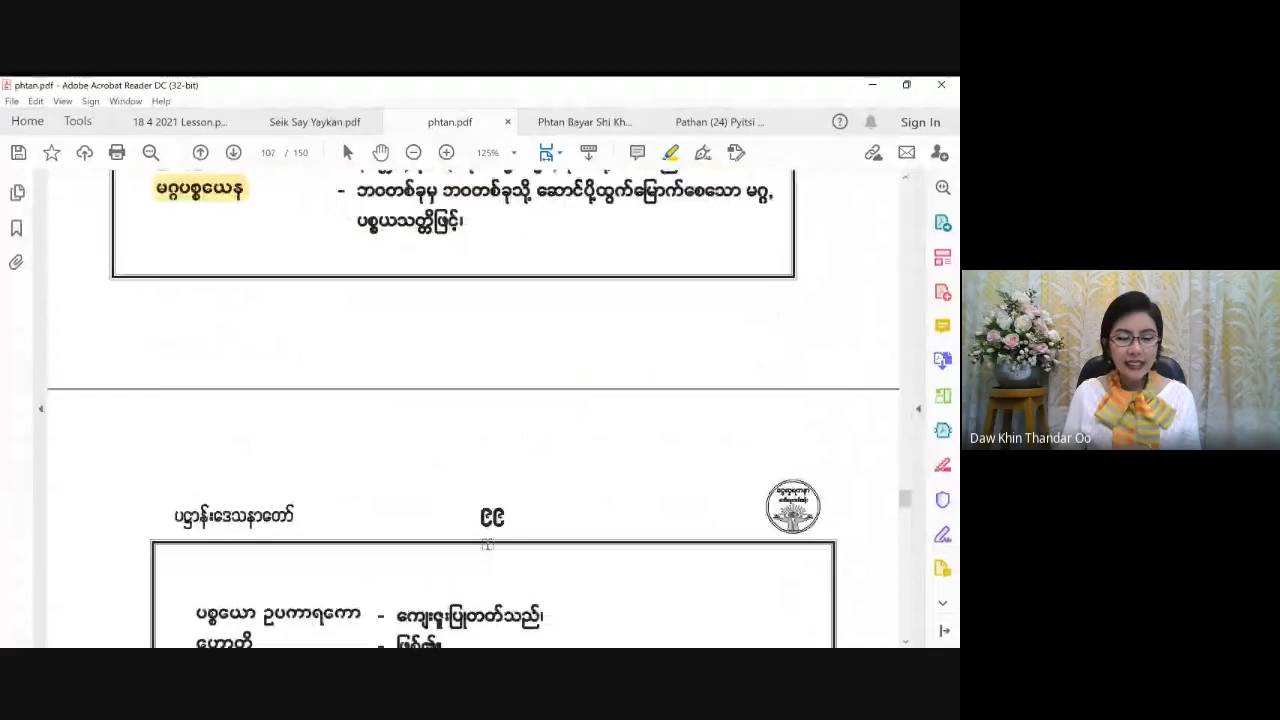 phtan.pdf - Adobe Acrobat Reader DC (32-bit)
File Edit View Sign Window Help
Home Tools 18 4 2021 Lesson.p... Seik Say Yaykan.pdf phtan.pdf Phtan Bayar Shi Kh... Pathan (24) Pyitsi ... Sign In
107 / 150 125%
မဂ္ဂပစ္စယေန - ဘဝတစ်ခုမှ ဘဝတစ်ခုသို့ ဆောင်ပို့ထွက်မြောက်စေသော မဂ္ဂ,
ပစ္စယသတ္တိဖြင့်၊
Daw Khin Thandar Oo
ပဋ္ဌာန်းဒေသနာတော် ၉၉
ပစ္စယော ဥပကာရကော - ကျေးဇူးပြုတတ်သည်၊
ဟောတိ - ဖြစ်၏။